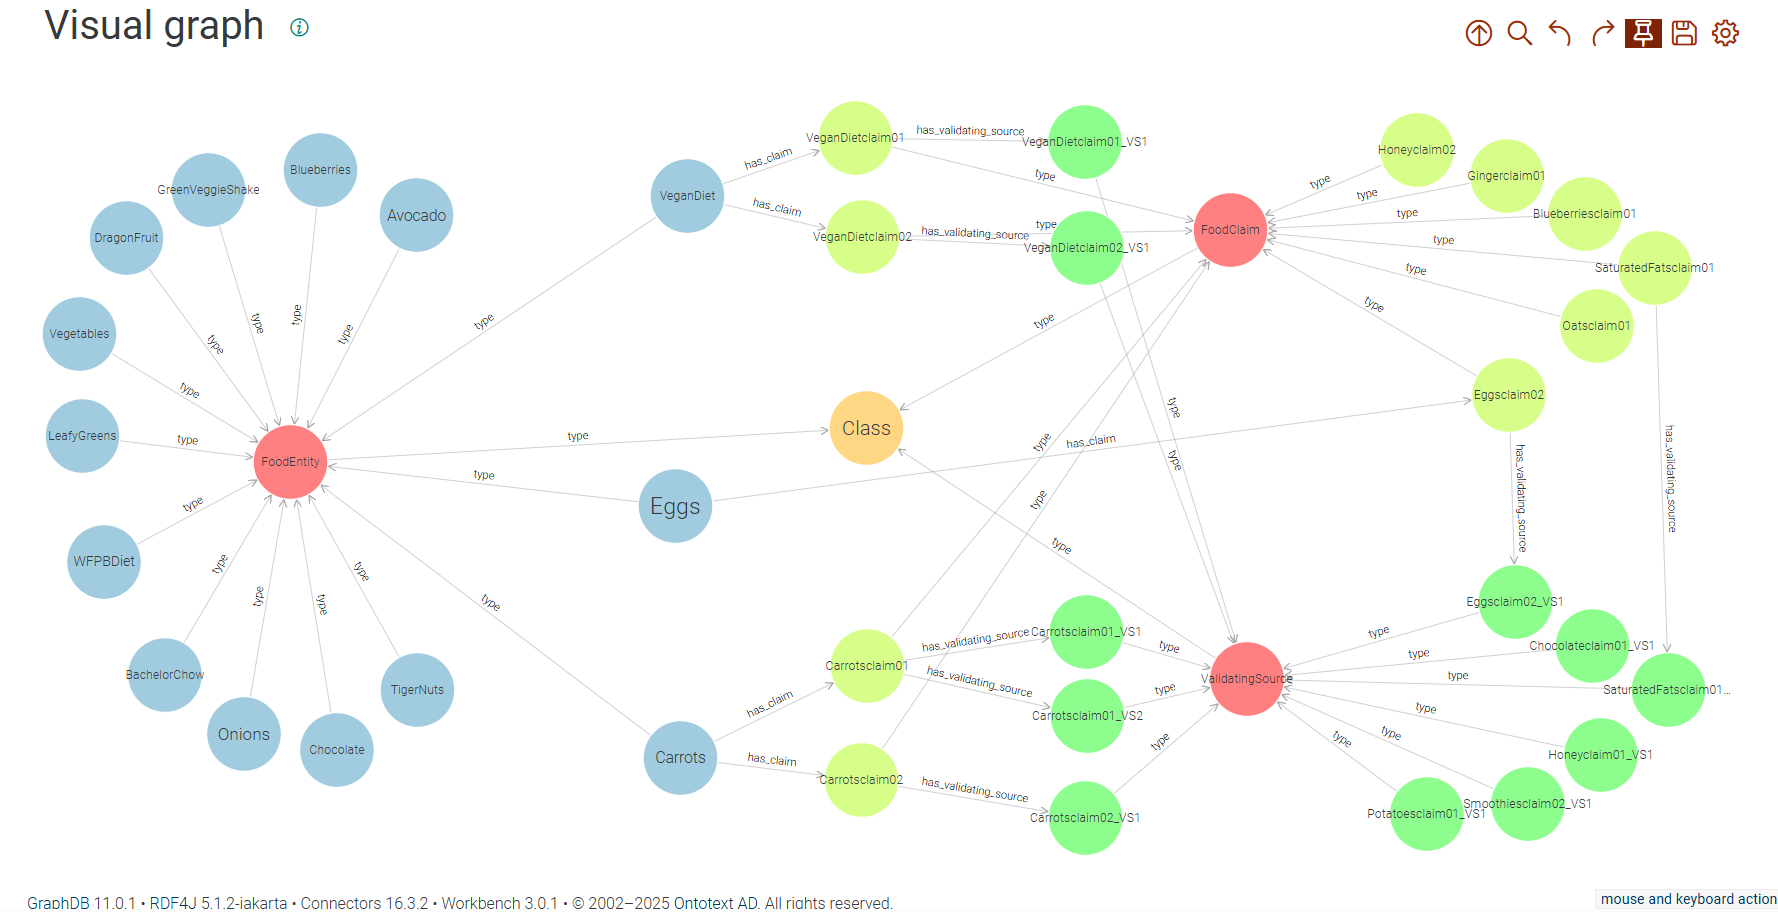 Visual graph
VeganDietclaim01
has_validating_source
VeganDietclaim01_VS1
Honeyclaim02
Blueberries
has_claim
type
Gingerclaim01
GreenVeggieShake
type
type
VeganDiet
Blueberriesclaim01
Avocado
has_claim
type
type
FoodClaim
DragonFruit
VeganDietclaim02
has_validating_source
VeganDietclaim02_VS1
type
SaturatedFatsclaim01
type
type
type
type
type
type
Oatsclaim01
Vegetables
type
type
type
Eggsclaim02
type
Class
LeafyGreens
type
type
type
has_claim
has_validating_source
FoodEntity
type
type
has_validating_source
type
Eggs
type
type
WFPBDiet
type
type
type
type
type
type
Eggsclaim02_VS1
Carrotsclaim01_VS1
has_validating_source
type
type
Chocolateclaim01_VS1
type
Carrotsclaim01
BachelorChow
has_validating_source
type
type
ValidatingSource
TigerNuts
SaturatedFatsclaim01...
has_claim
Carrotsclaim01_VS2
type
Onions
type
type
type
Chocolate
Carrots
has_claim
Honeyclaim01_VS1
Carrotsclaim02
has_validating_source
Smoothiesclaim02_VS1
Potatoesclaim01_VS1
Carrotsclaim02_VS1
mouse and keyboard action
GraphDB 11.0.1 • RDF4J 5.1.2-jakarta • Connectors 16.3.2 • Workbench 3.0.1 • © 2002–2025 Ontotext AD. All rights reserved.